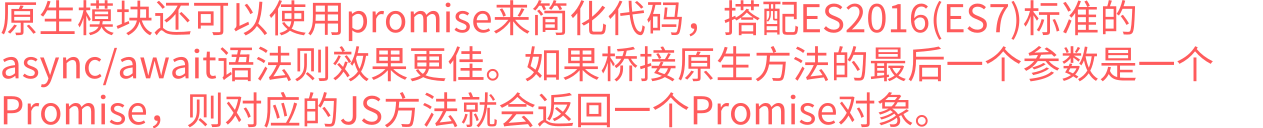 原生模块还可以使用promise来简化代码，搭配ES2016(ES7)标准的
async/await语法则效果更佳。如果桥接原生方法的最后一个参数是一个
Promise，则对应的JS方法就会返回一个Promise对象。